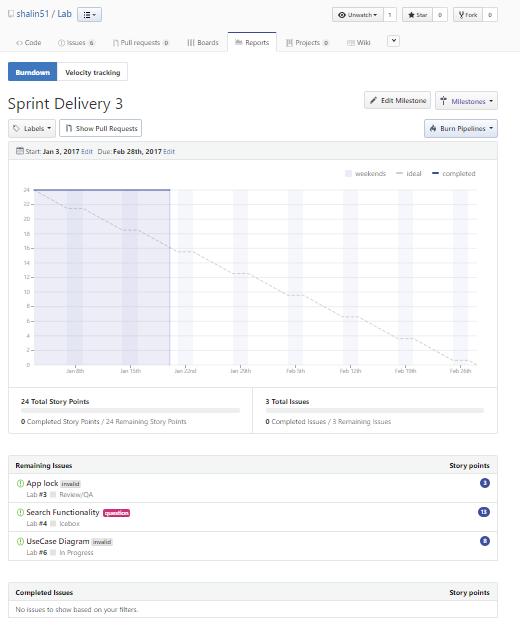 shalin51 / Lab
Unwatch 1 Star 0 Fork 0
Code Issues 6 Pull requests 0 Boards Reports Projects 0 Wiki
Burndown Velocity tracking
Sprint Delivery 3
Edit Milestone Milestones
Labels Show Pull Requests Burn Pipelines
Start: Jan 3, 2017 Edit Due: Feb 28th, 2017 Edit
weekends ideal completed
24
22
20
18
16
14
12
10
8
6
4
2
0
Jan 8th Jan 15th Jan 22nd Jan 29th Feb 5th Feb 12th Feb 19th Feb 26th
24 Total Story Points
0 Completed Story Points / 24 Remaining Story Points
3 Total Issues
0 Completed Issues / 3 Remaining Issues
Remaining Issues Story points
App lock invalid 3
Lab #3 Review/QA
Search Functionality question 13
Lab #4 Icebox
UseCase Diagram invalid 8
Lab #6 In Progress
Completed Issues Story points
No issues to show based on your filters.